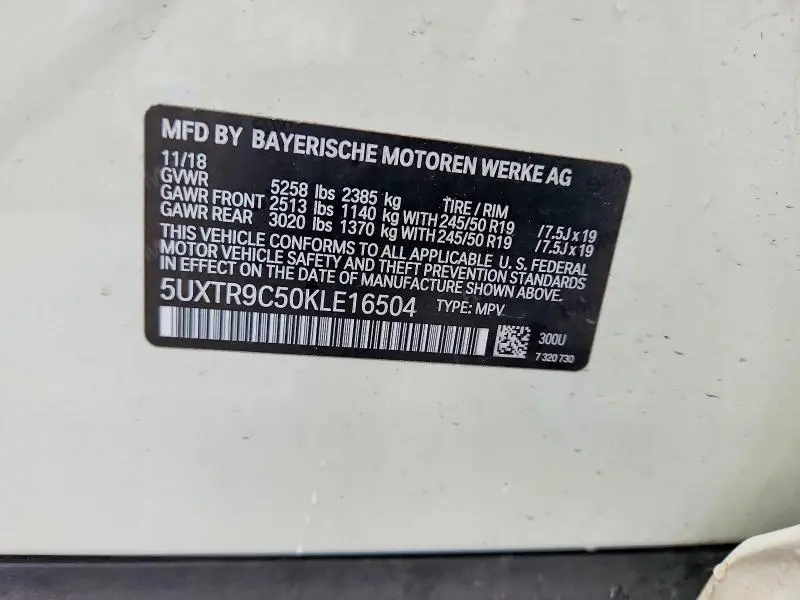 MFD BY BAYERISCHE MOTOREN WERKE AG
11/18
GVWR 5258 lbs 2385 kg TIRE / RIM
GAWR FRONT 2513 lbs 1140 kg WITH 245/50 R19 /7.5J x 19
GAWR REAR 3020 lbs 1370 kg WITH 245/50 R19 /7.5J x 19
THIS VEHICLE CONFORMS TO ALL APPLICABLE U. S. FEDERAL
MOTOR VEHICLE SAFETY AND THEFT PREVENTION STANDARDS
IN EFFECT ON THE DATE OF MANUFACTURE SHOWN ABOVE.
5UXTR9C50KLE16504 TYPE: MPV
300U
7 320 730